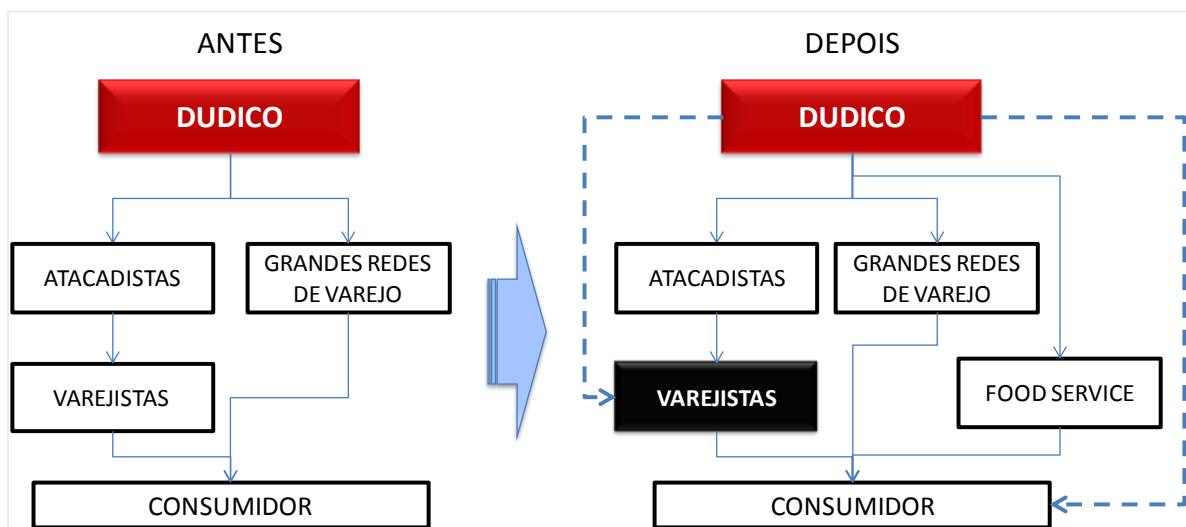 ANTES
DUDICO
ATACADISTAS
GRANDES REDES
DE VAREJO
VAREJISTAS
CONSUMIDOR
DEPOIS
DUDICO
ATACADISTAS
GRANDES REDES
DE VAREJO
VAREJISTAS
FOOD SERVICE
CONSUMIDOR